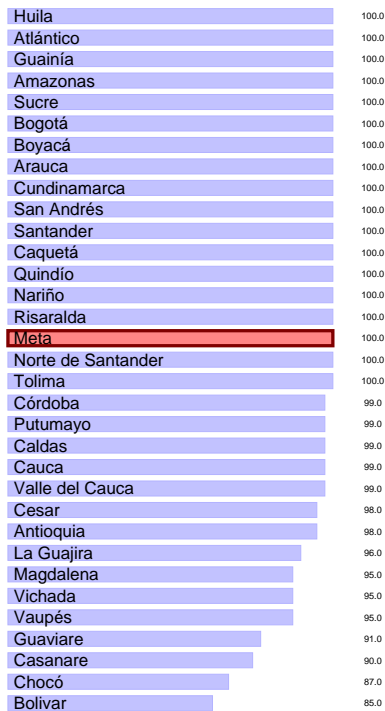 Huila 100.0
Atlántico 100.0
Guainía 100.0
Amazonas 100.0
Sucre 100.0
Bogotá 100.0
Boyacá 100.0
Arauca 100.0
Cundinamarca 100.0
San Andrés 100.0
Santander 100.0
Caquetá 100.0
Quindío 100.0
Nariño 100.0
Risaralda 100.0
Meta 100.0
Norte de Santander 100.0
Tolima 100.0
Córdoba 99.0
Putumayo 99.0
Caldas 99.0
Cauca 99.0
Valle del Cauca 99.0
Cesar 98.0
Antioquia 98.0
La Guajira 96.0
Magdalena 95.0
Vichada 95.0
Vaupés 95.0
Guaviare 91.0
Casanare 90.0
Chocó 87.0
Bolivar 85.0